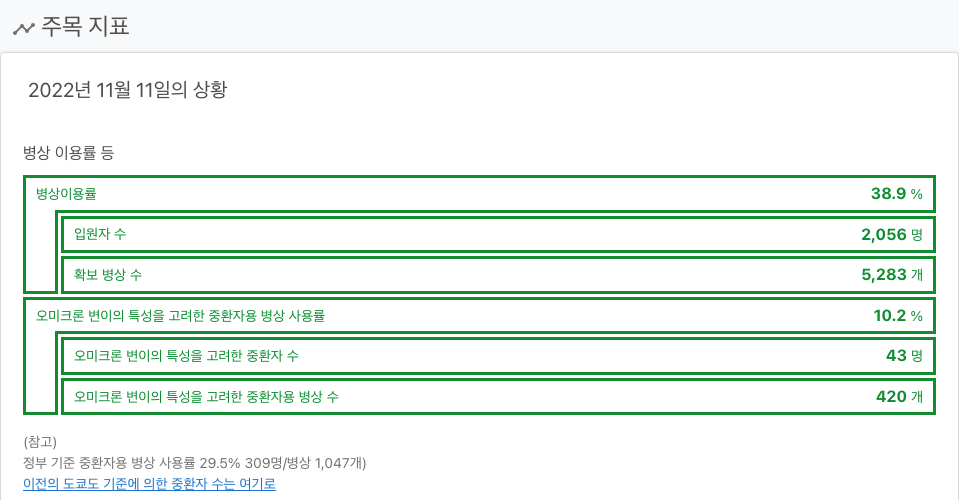 주목 지표
2022년 11월 11일의 상황
병상 이용률 등
병상이용률 38.9 %
입원자 수 2,056 명
확보 병상 수 5,283 개
오미크론 변이의 특성을 고려한 중환자용 병상 사용률 10.2 %
오미크론 변이의 특성을 고려한 중환자 수 43 명
오미크론 변이의 특성을 고려한 중환자용 병상 수 420 개
(참고)
정부 기준 중환자용 병상 사용률 29.5% 309명/병상 1,047개)
이전의 도쿄도 기준에 의한 중환자 수는 여기로